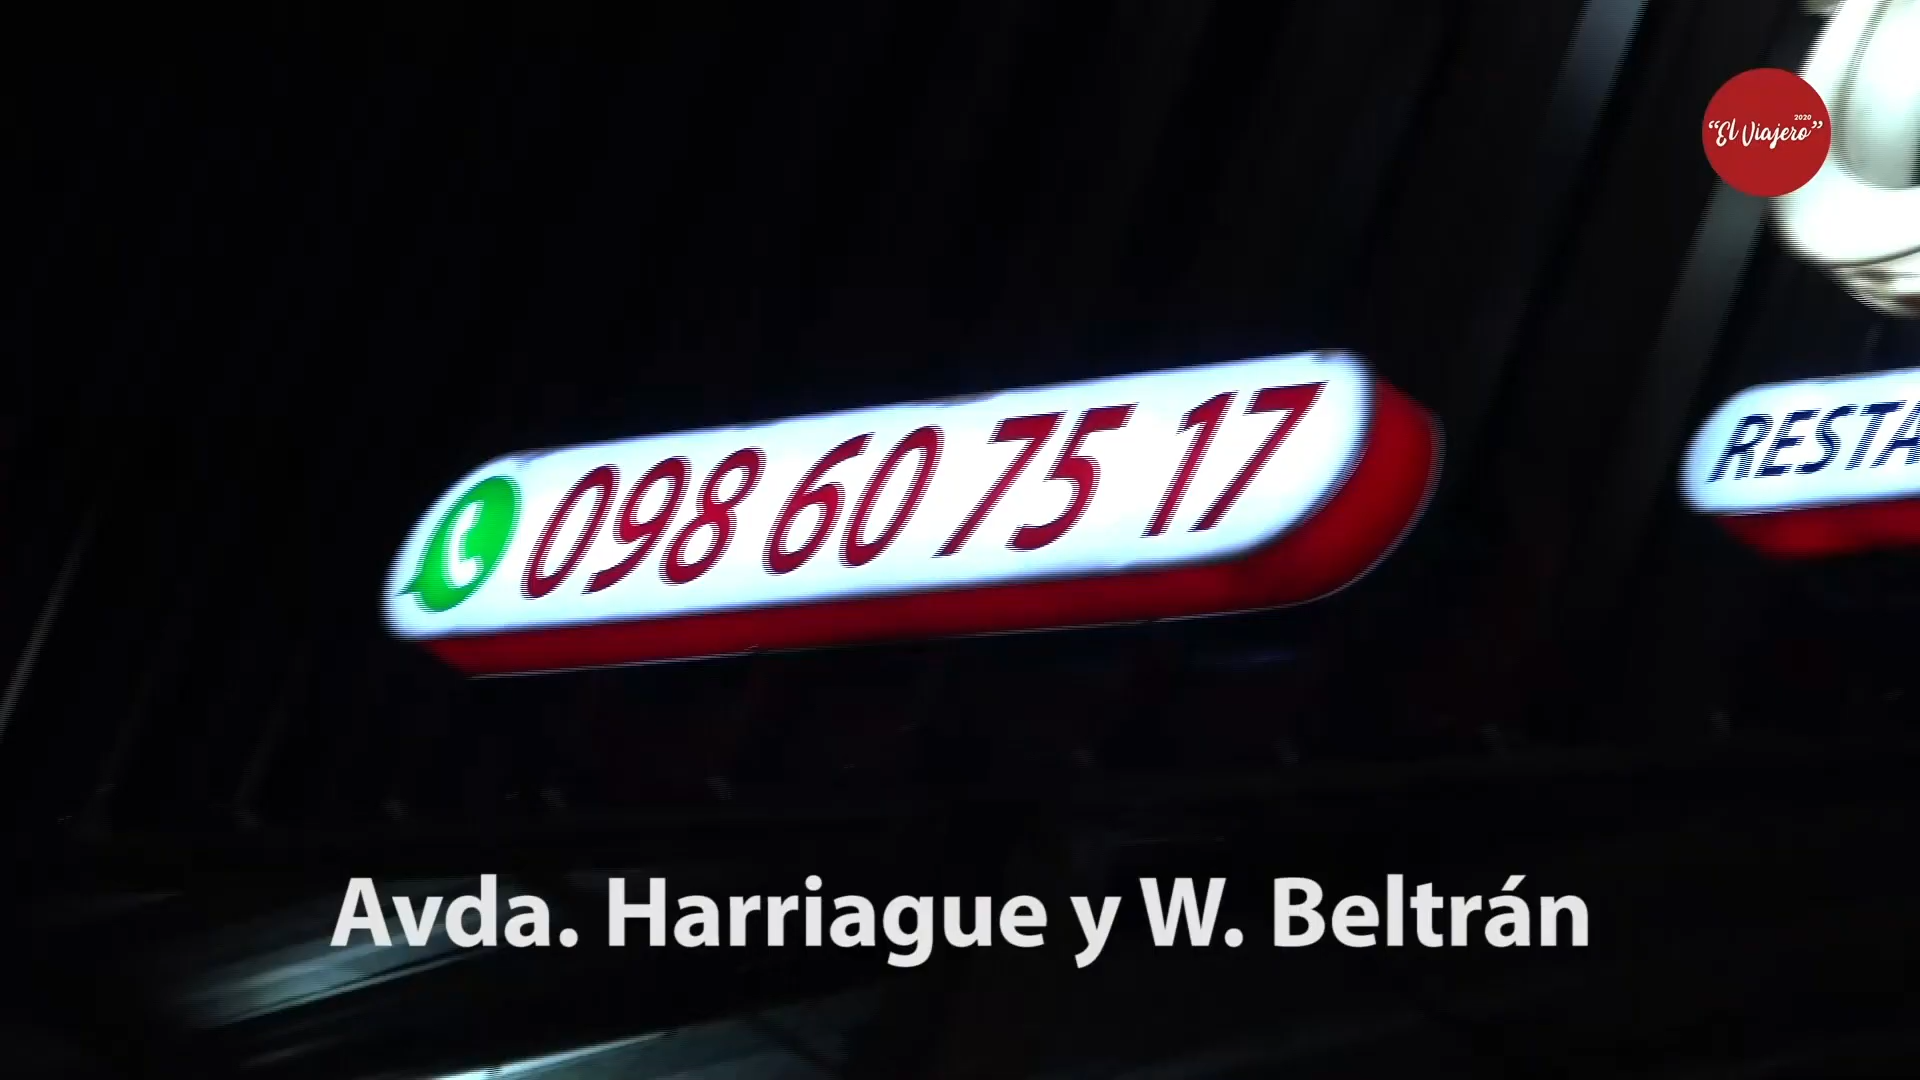 “El Viajero”
2020
098 60 75 17
RESTA
Avda. Harriague y W. Beltrán